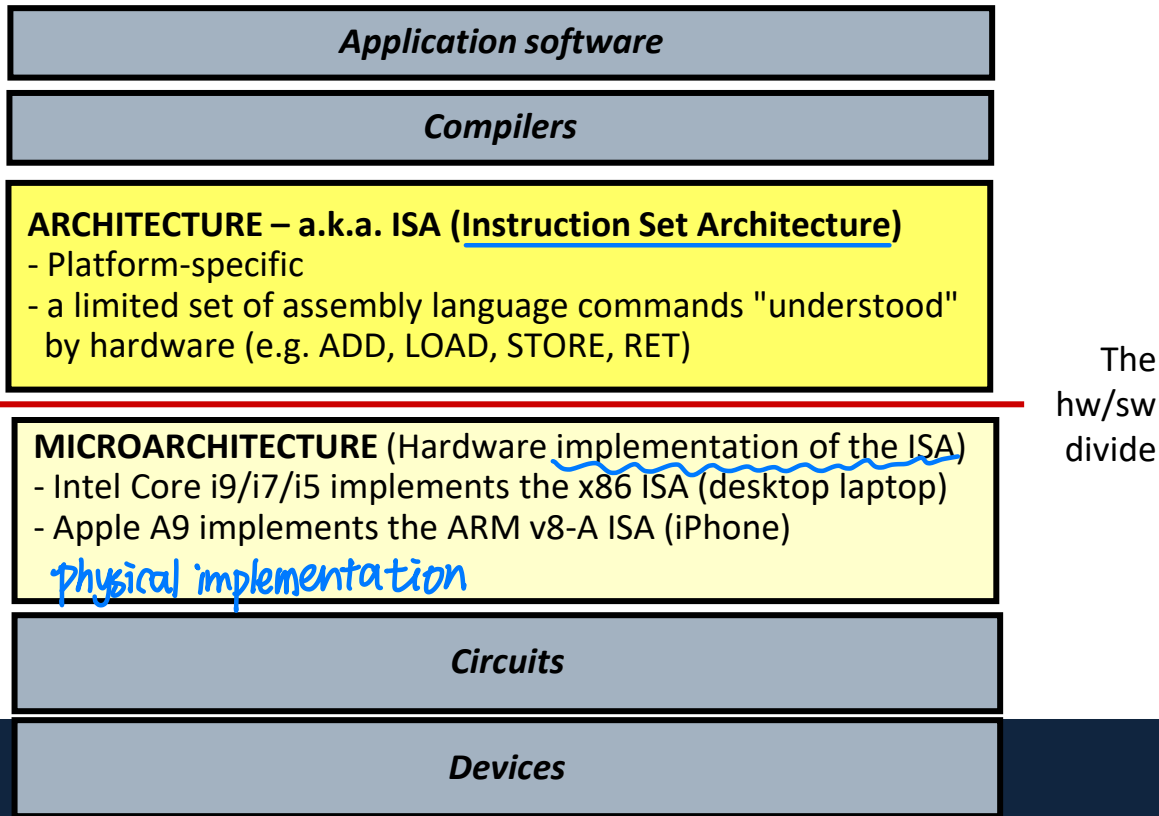 Application software
Compilers
ARCHITECTURE – a.k.a. ISA (Instruction Set Architecture)
- Platform-specific
- a limited set of assembly language commands "understood"
by hardware (e.g. ADD, LOAD, STORE, RET)
The
hw/sw
divide
MICROARCHITECTURE (Hardware implementation of the ISA)
- Intel Core i9/i7/i5 implements the x86 ISA (desktop laptop)
- Apple A9 implements the ARM v8-A ISA (iPhone)
physical implementation
Circuits
Devices